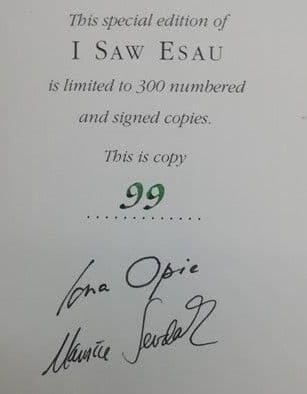 This special edition of
I SAW ESAU
is limited to 300 numbered
and signed copies.
This is copy
99
Iona Opie
Maurice Sendak